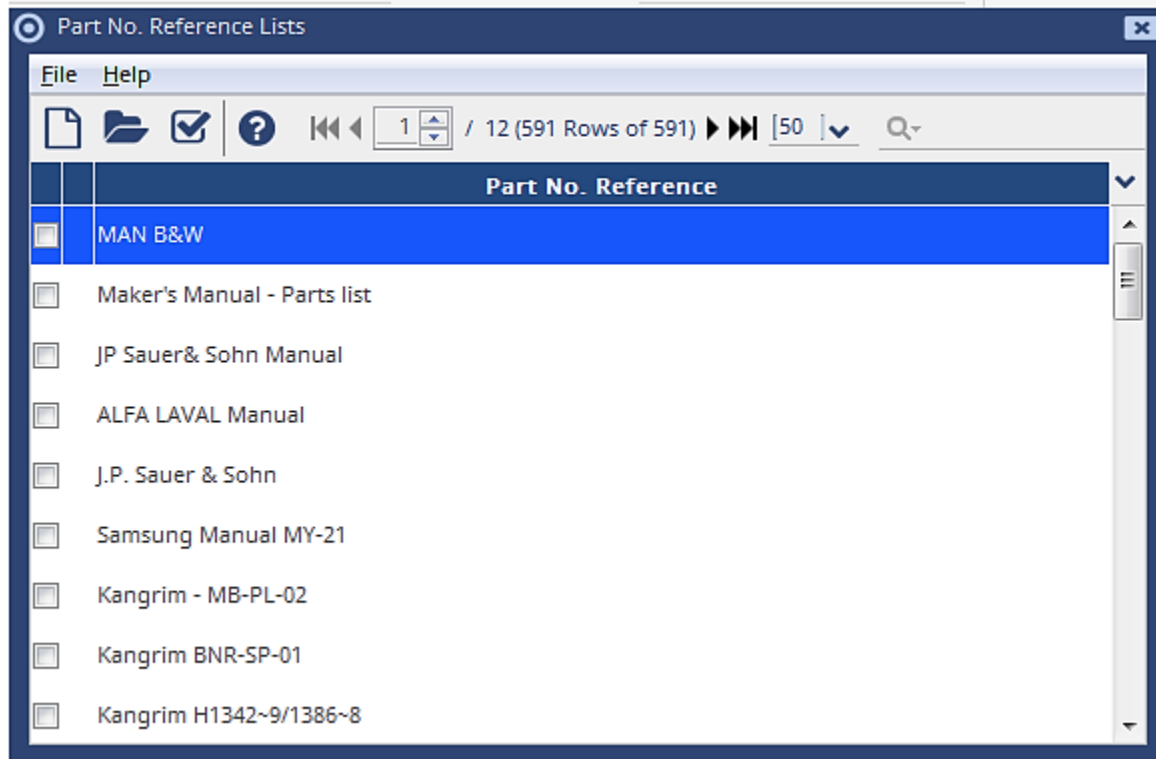 Part No. Reference Lists
File Help
1 / 12 (591 Rows of 591) 50
Part No. Reference
MAN B&W
Maker's Manual - Parts list
JP Sauer& Sohn Manual
ALFA LAVAL Manual
J.P. Sauer & Sohn
Samsung Manual MY-21
Kangrim - MB-PL-02
Kangrim BNR-SP-01
Kangrim H1342~9/1386~8